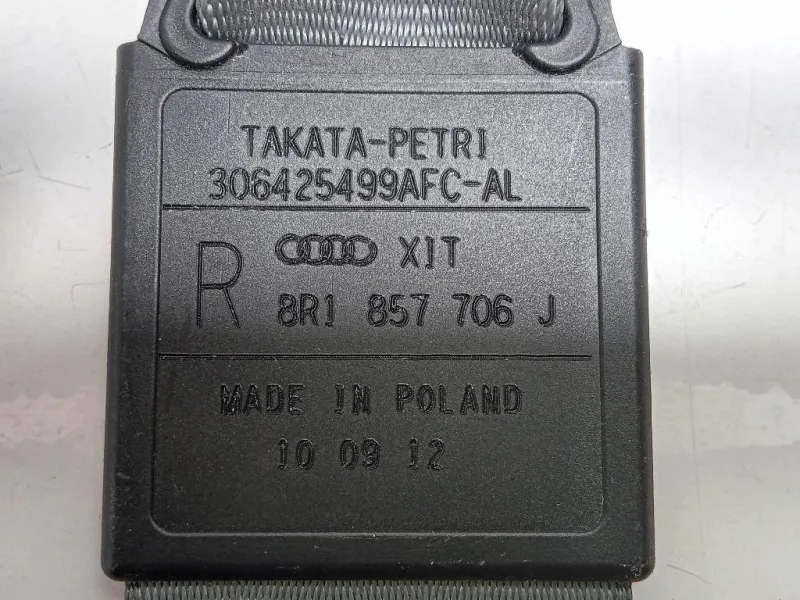 TAKATA-PETRI
306425499AFC-AL
R XIT
8R1 857 706 J
MADE IN POLAND
10 09 12